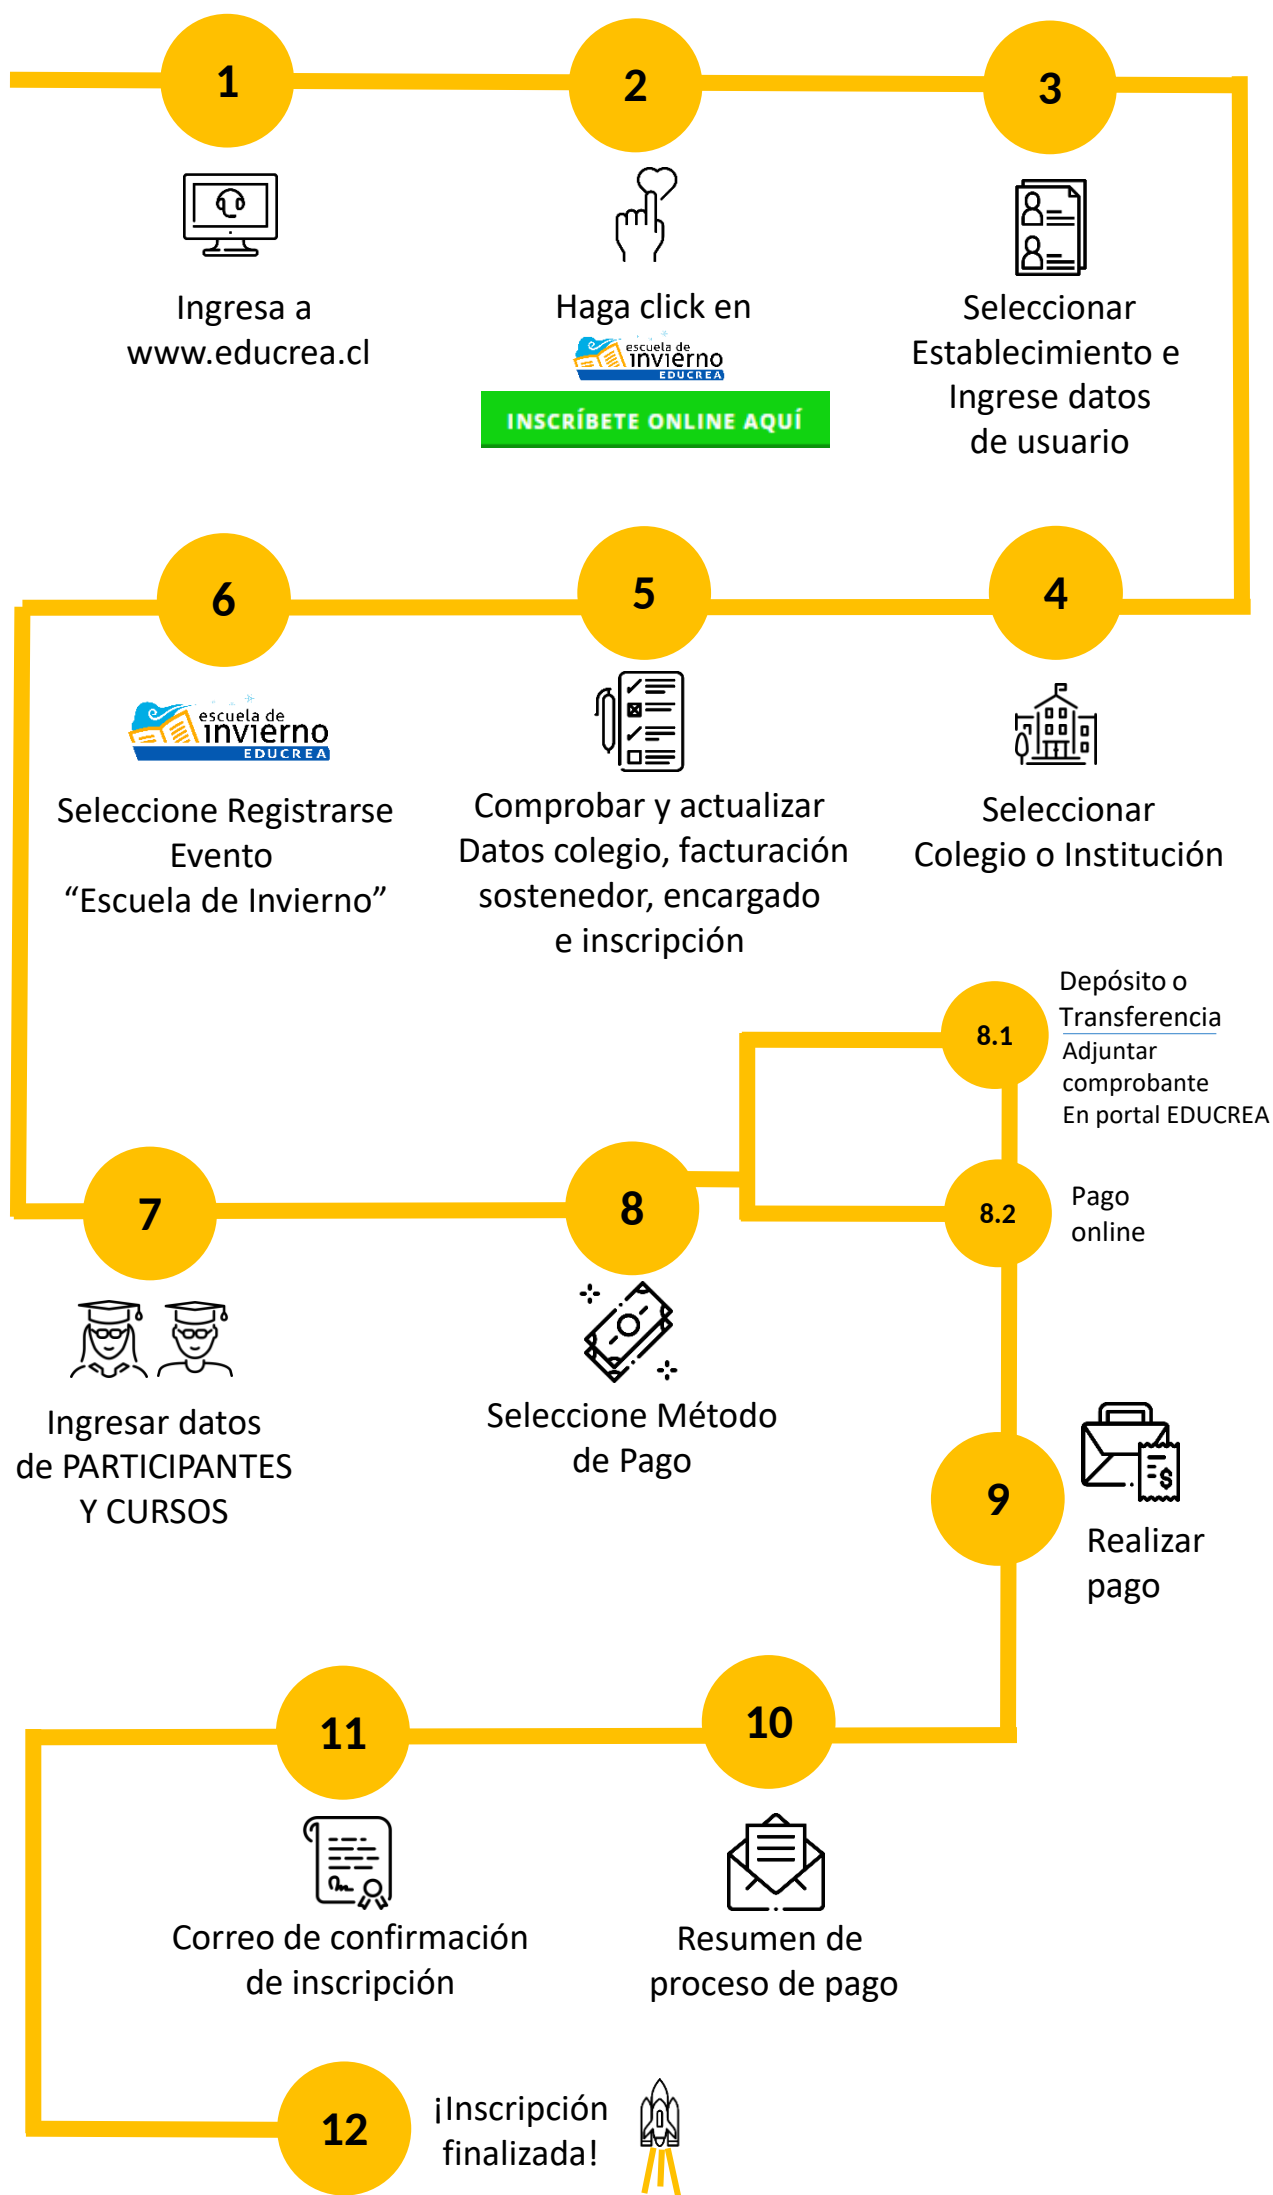 1
Ingresa a
www.educrea.cl
2
Haga click en
escuela de
invierno
EDUCREA
INSCRÍBETE ONLINE AQUÍ
3
Seleccionar
Establecimiento e
Ingrese datos
de usuario
4
Seleccionar
Colegio o Institución
5
Comprobar y actualizar
Datos colegio, facturación
sostenedor, encargado
e inscripción
6
escuela de
invierno
EDUCREA
Seleccione Registrarse
Evento
“Escuela de Invierno”
7
Ingresar datos
de PARTICIPANTES
Y CURSOS
8
Seleccione Método
de Pago
8.1
Depósito o
Transferencia
Adjuntar
comprobante
En portal EDUCREA
8.2
Pago
online
9
$
Realizar
pago
10
Resumen de
proceso de pago
11
Correo de confirmación
de inscripción
12
¡Inscripción
finalizada!